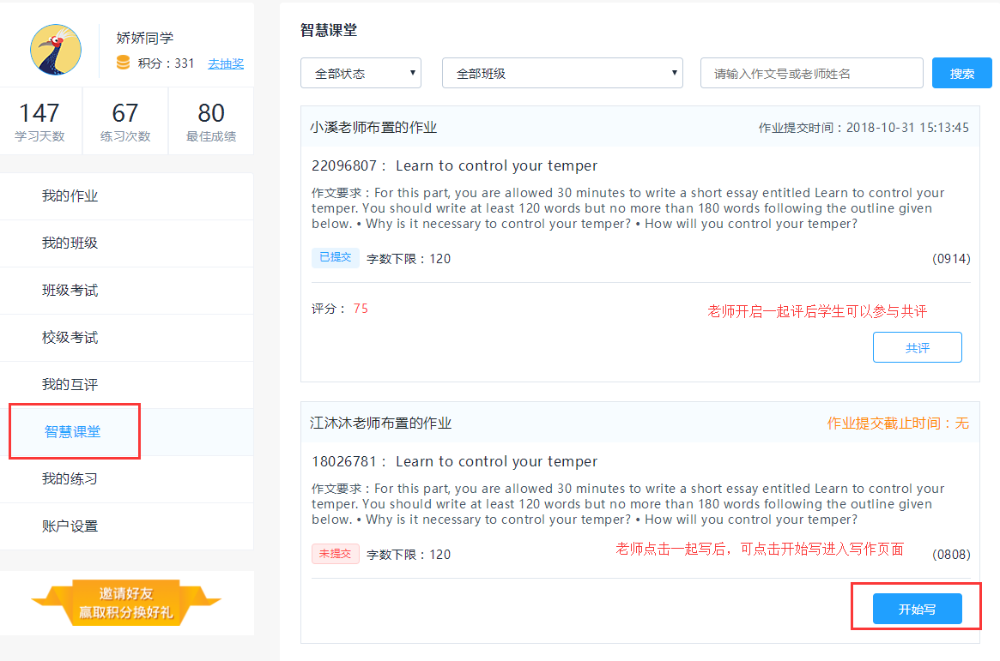 娇娇同学
积分：331 去抽奖
147 67 80
学习天数 练习次数 最佳成绩
我的作业
我的班级
班级考试
校级考试
我的互评
智慧课堂
我的练习
账户设置
邀请好友
赢取积分换好礼
智慧课堂
全部状态 全部班级 请输入作文号或老师姓名 搜索
小溪老师布置的作业 作业提交时间：2018-10-31 15:13:45
22096807： Learn to control your temper
作文要求：For this part, you are allowed 30 minutes to write a short essay entitled Learn to control your
temper. You should write at least 120 words but no more than 180 words following the outline given
below. • Why is it necessary to control your temper? • How will you control your temper?
已提交 字数下限：120 (0914)
评分： 75
老师开启一起评后学生可以参与共评
共评
江沐沐老师布置的作业 作业提交截止时间：无
18026781： Learn to control your temper
作文要求：For this part, you are allowed 30 minutes to write a short essay entitled Learn to control your
temper. You should write at least 120 words but no more than 180 words following the outline given
below. • Why is it necessary to control your temper? • How will you control your temper?
未提交 字数下限：120 老师点击一起写后，可点击开始写进入写作页面 (0808)
开始写